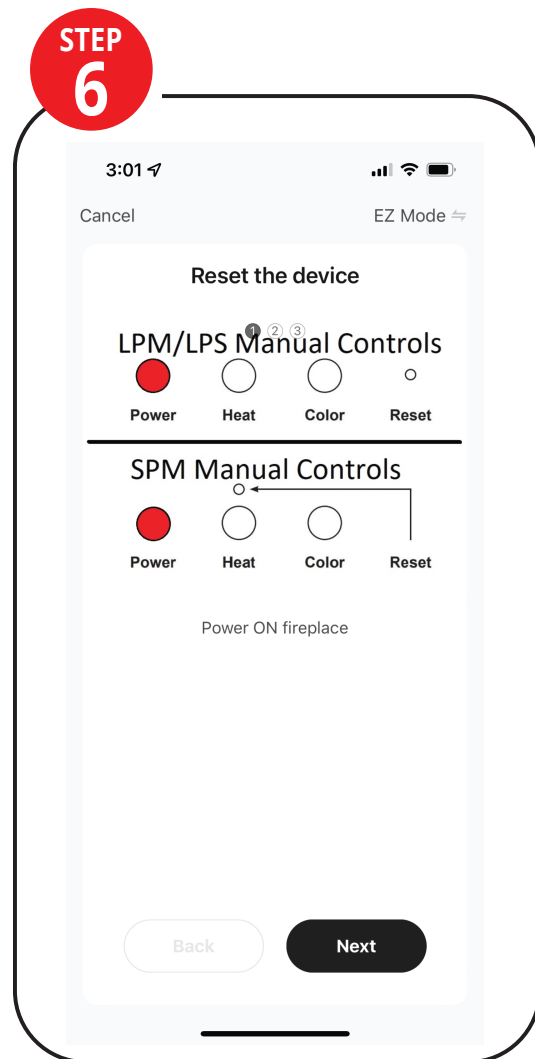 STEP
6
3:01
Cancel EZ Mode
Reset the device
1 2 3
LPM/LPS Manual Controls
Power Heat Color Reset
SPM Manual Controls
Power Heat Color Reset
Power ON fireplace
Back Next